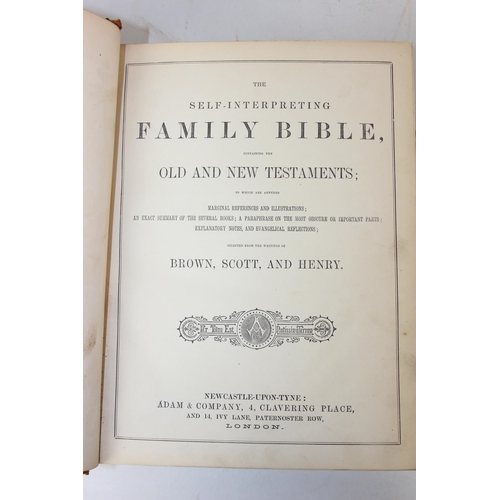 THE
SELF-INTERPRETING
FAMILY BIBLE,
CONTAINING THE
OLD AND NEW TESTAMENTS;
TO WHICH ARE ANNEXED
MARGINAL REFERENCES AND ILLUSTRATIONS;
AN EXACT SUMMARY OF THE SEVERAL BOOKS; A PARAPHRASE ON THE MOST OBSCURE OR IMPORTANT PARTS;
EXPLANATORY NOTES, AND EVANGELICAL REFLECTIONS;
FROM THE WRITINGS OF
BROWN, SCOTT, AND HENRY.
A
NEWCASTLE-UPON-TYNE:
ADAM & COMPANY, 4, CLAVERING PLACE,
AND 14, IVY LANE, PATERNOSTER ROW,
LONDON.